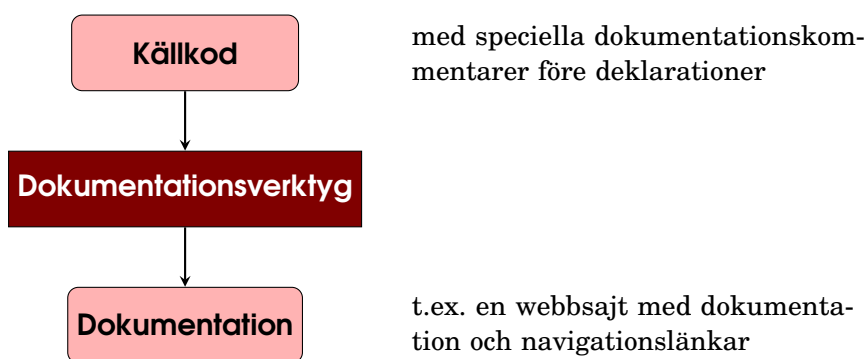 Källkod
med speciella dokumentationskom-
mentarer före deklarationer
Dokumentationsverktyg
Dokumentation
t.ex. en webbsajt med dokumenta-
tion och navigationslänkar